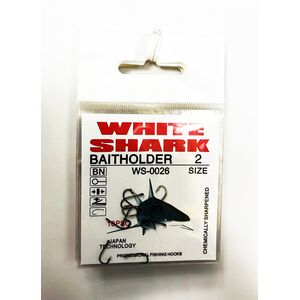 WHITE
SHARK
BAITHOLDER 2
BN WS-0026 SIZE
CHEMICALLY SHARPENED
JAPAN
TECHNOLOGY
PROFESSIONAL FISHING HOOKS